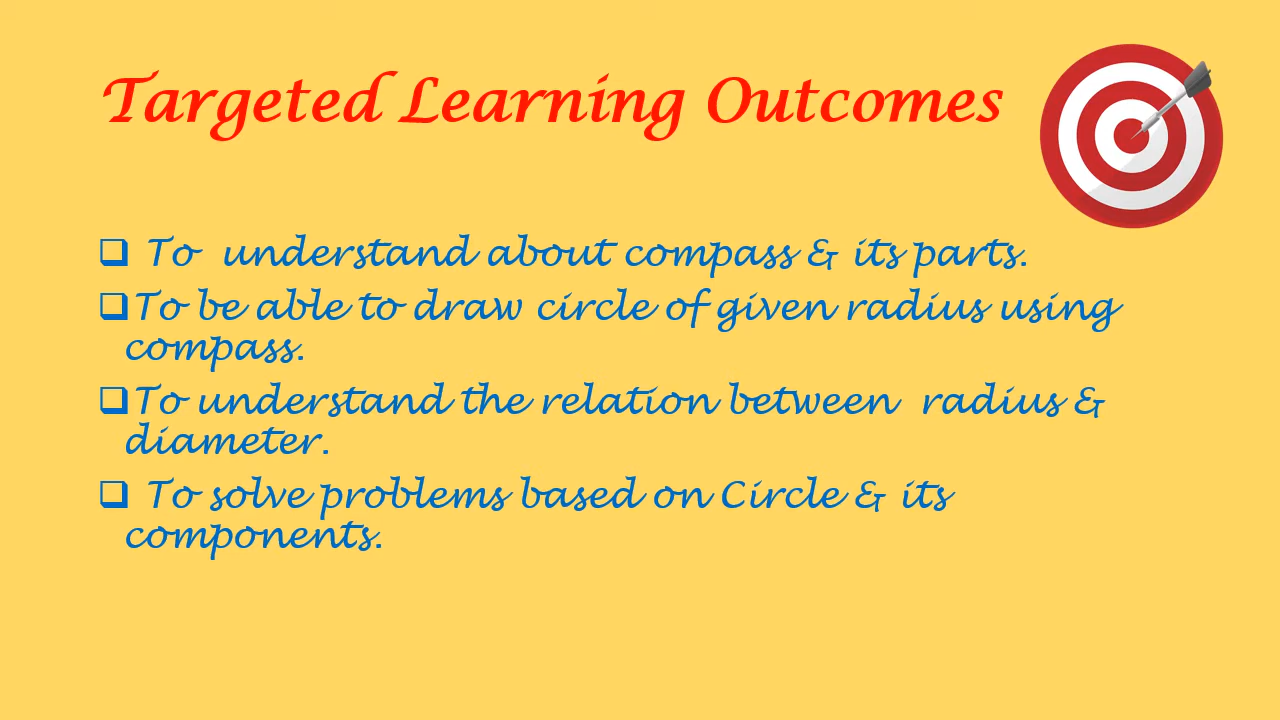 Targeted Learning Outcomes
❑ To understand about compass & its parts.
❑To be able to draw circle of given radius using
compass.
❑To understand the relation between radius &
diameter.
❑ To solve problems based on Circle & its
components.